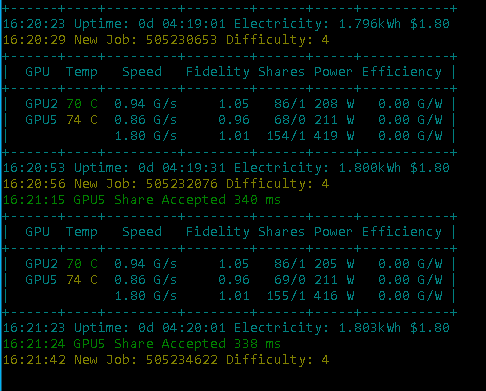 +------+------+---------+----------+------+-----+------------+
16:20:23 Uptime: 0d 04:19:01 Electricity: 1.796kWh $1.80
16:20:29 New Job: 505230653 Difficulty: 4
+------+------+---------+----------+------+-----+------------+
| GPU Temp Speed Fidelity Shares Power Efficiency |
+------+------+---------+----------+------+-----+------------+
| GPU2 70 C 0.94 G/s 1.05 86/1 208 W 0.00 G/W |
| GPU5 74 C 0.86 G/s 0.96 68/0 211 W 0.00 G/W |
| 1.80 G/s 1.01 154/1 419 W 0.00 G/W |
+------+------+---------+----------+------+-----+------------+
16:20:53 Uptime: 0d 04:19:31 Electricity: 1.800kWh $1.80
16:20:56 New Job: 505232076 Difficulty: 4
16:21:15 GPU5 Share Accepted 340 ms
+------+------+---------+----------+------+-----+------------+
| GPU Temp Speed Fidelity Shares Power Efficiency |
+------+------+---------+----------+------+-----+------------+
| GPU2 70 C 0.94 G/s 1.05 86/1 205 W 0.00 G/W |
| GPU5 74 C 0.86 G/s 0.96 69/0 211 W 0.00 G/W |
| 1.80 G/s 1.01 155/1 416 W 0.00 G/W |
+------+------+---------+----------+------+-----+------------+
16:21:23 Uptime: 0d 04:20:01 Electricity: 1.803kWh $1.80
16:21:24 GPU5 Share Accepted 338 ms
16:21:42 New Job: 505234622 Difficulty: 4